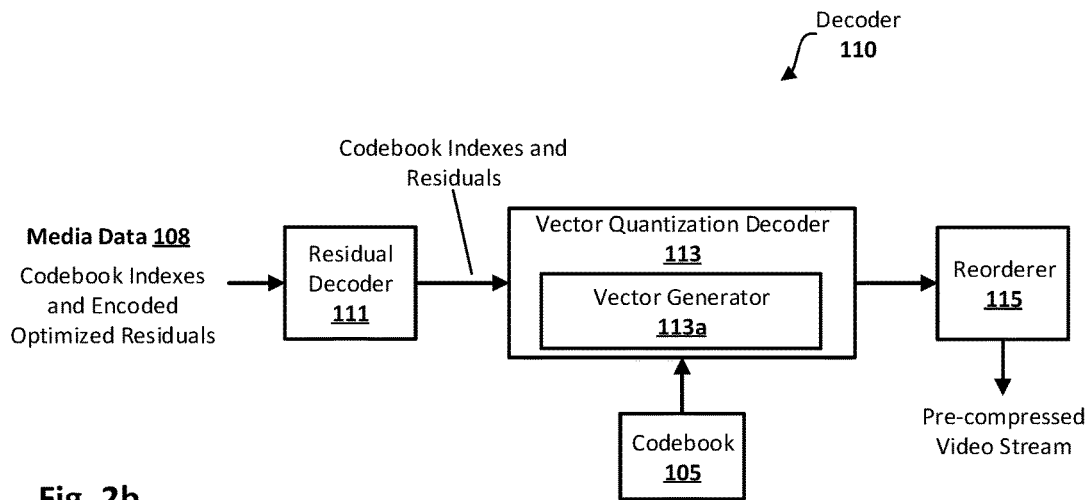 Decoder
110
Codebook Indexes and
Residuals
Media Data 108
Codebook Indexes
and Encoded
Optimized Residuals
Residual
Decoder
111
Vector Quantization Decoder
113
Vector Generator
113a
Reorderer
115
Codebook
105
Pre-compressed
Video Stream
Fig. 2b